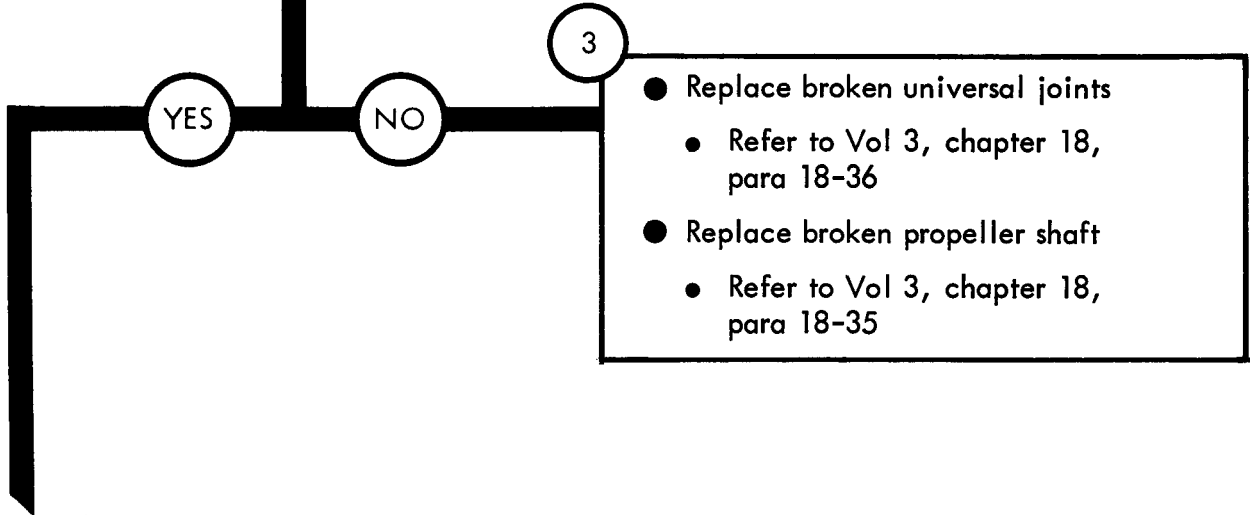 3
YES
NO
● Replace broken universal joints
● Refer to Vol 3, chapter 18,
para 18-36
● Replace broken propeller shaft
● Refer to Vol 3, chapter 18,
para 18-35